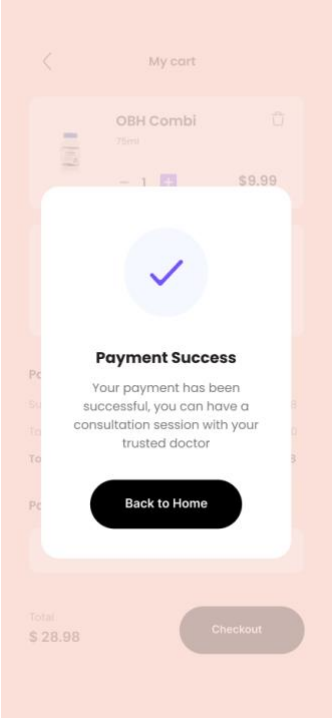 My cart
OBH Combi
75ml
1
$9.99
Payment Success
Your payment has been
successful, you can have a
consultation session with your
trusted doctor
Back to Home
Total
$ 28.98
Checkout